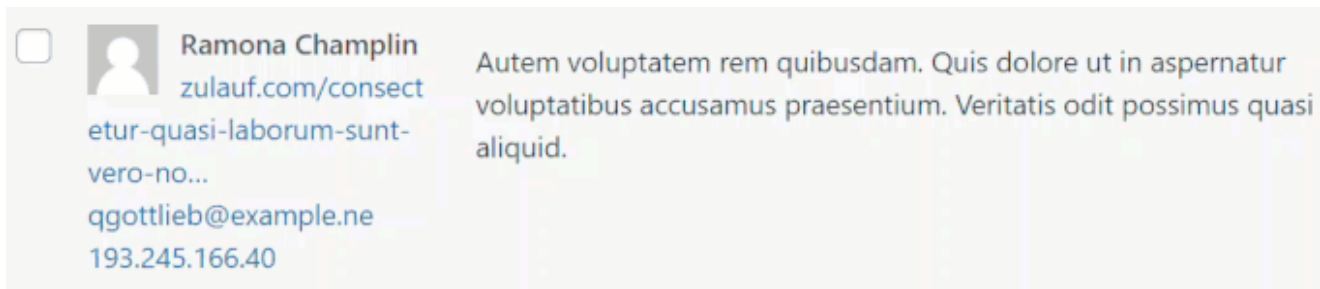 Ramona Champlin
zulauf.com/consect
etur-quasi-laborum-sunt-
vero-no...
qgottlieb@example.ne
193.245.166.40
Autem voluptatem rem quibusdam. Quis dolore ut in aspernatur
voluptatibus accusamus praesentium. Veritatis odit possimus quasi
aliquid.